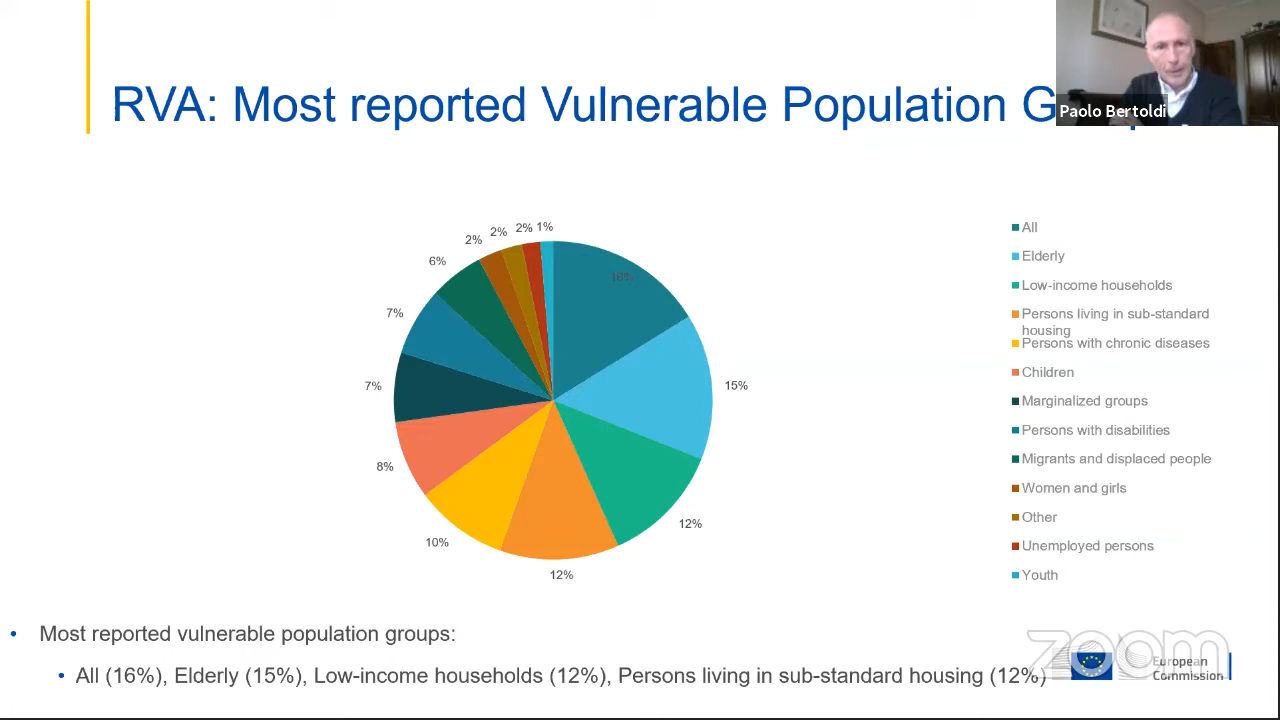 RVA: Most reported Vulnerable Population G
Paolo Bertoldi
16%
15%
12%
12%
10%
8%
7%
7%
6%
2%
2%
2%
1%
All
Elderly
Low-income households
Persons living in sub-standard
housing
Persons with chronic diseases
Children
Marginalized groups
Persons with disabilities
Migrants and displaced people
Women and girls
Other
Unemployed persons
Youth
• Most reported vulnerable population groups:
• All (16%), Elderly (15%), Low-income households (12%), Persons living in sub-standard housing (12%)
zoom
European
Commission